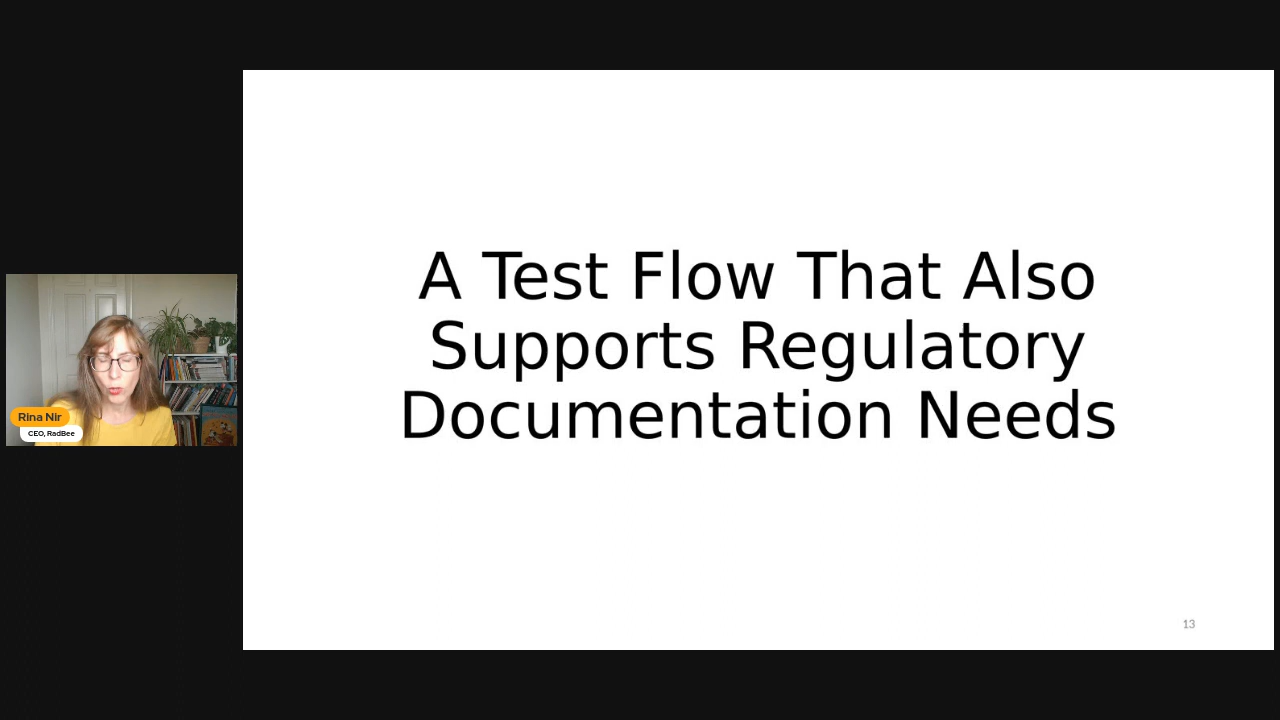 A Test Flow That Also
Supports Regulatory
Documentation Needs
Rina Nir
CEO, RadBee
13